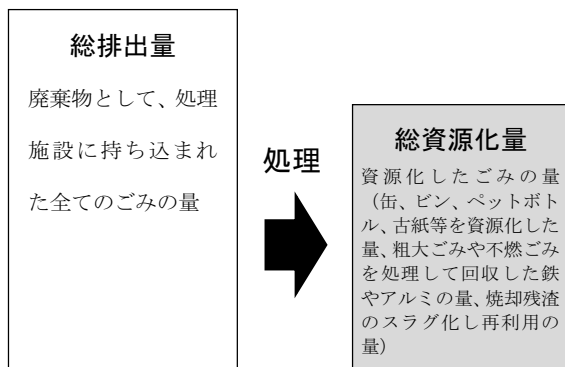 総排出量
廃棄物として、処理
施設に持ち込まれ
た全てのごみの量
処理
総資源化量
資源化したごみの量
（缶、ビン、ペットボト
ル、古紙等を資源化した
量、粗大ごみや不燃ごみ
を処理して回収した鉄
やアルミの量、焼却残渣
のスラグ化し再利用の
量）